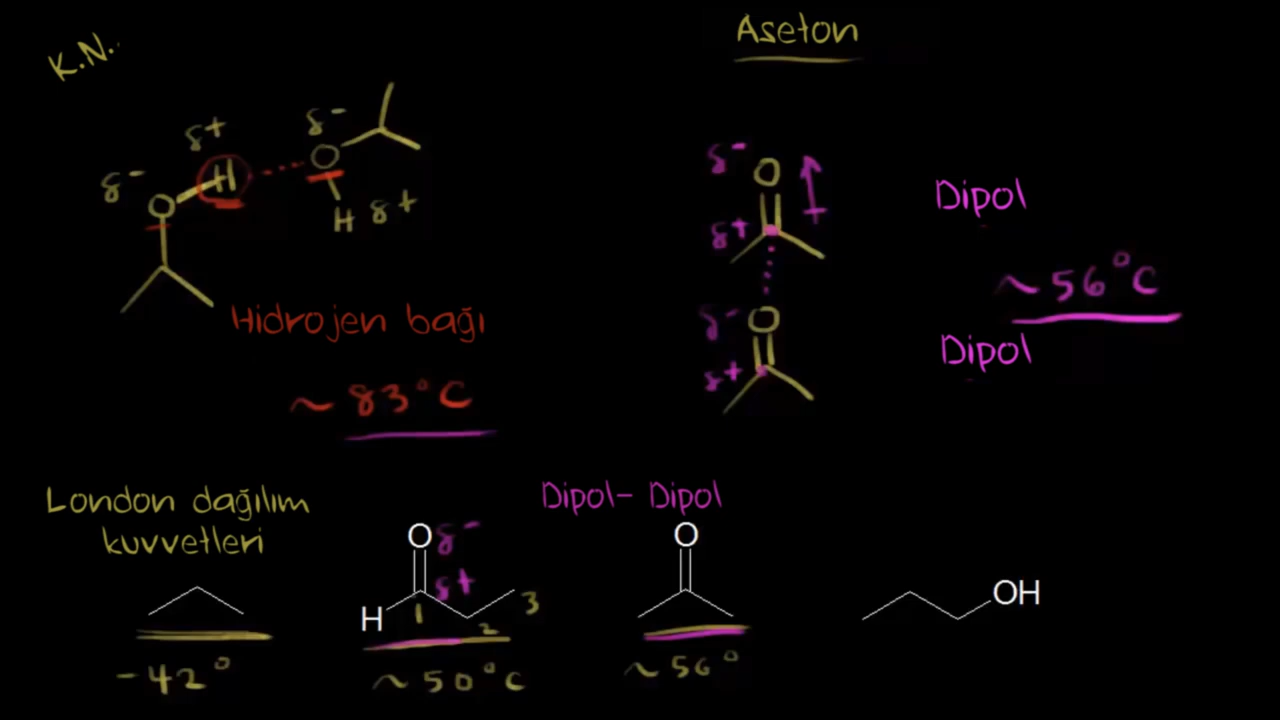 K.N.
Aseton
δ- δ+ δ-
O H O
H δ+
δ- O
δ+
δ- O
δ+
Dipol
~56°C
Dipol
Hidrojen bağı
~ 83°C
London dağılım
kuvvetleri
Dipol- Dipol
O δ-
δ+
H 1 2 3
O
OH
-42°
~50°C
~56°